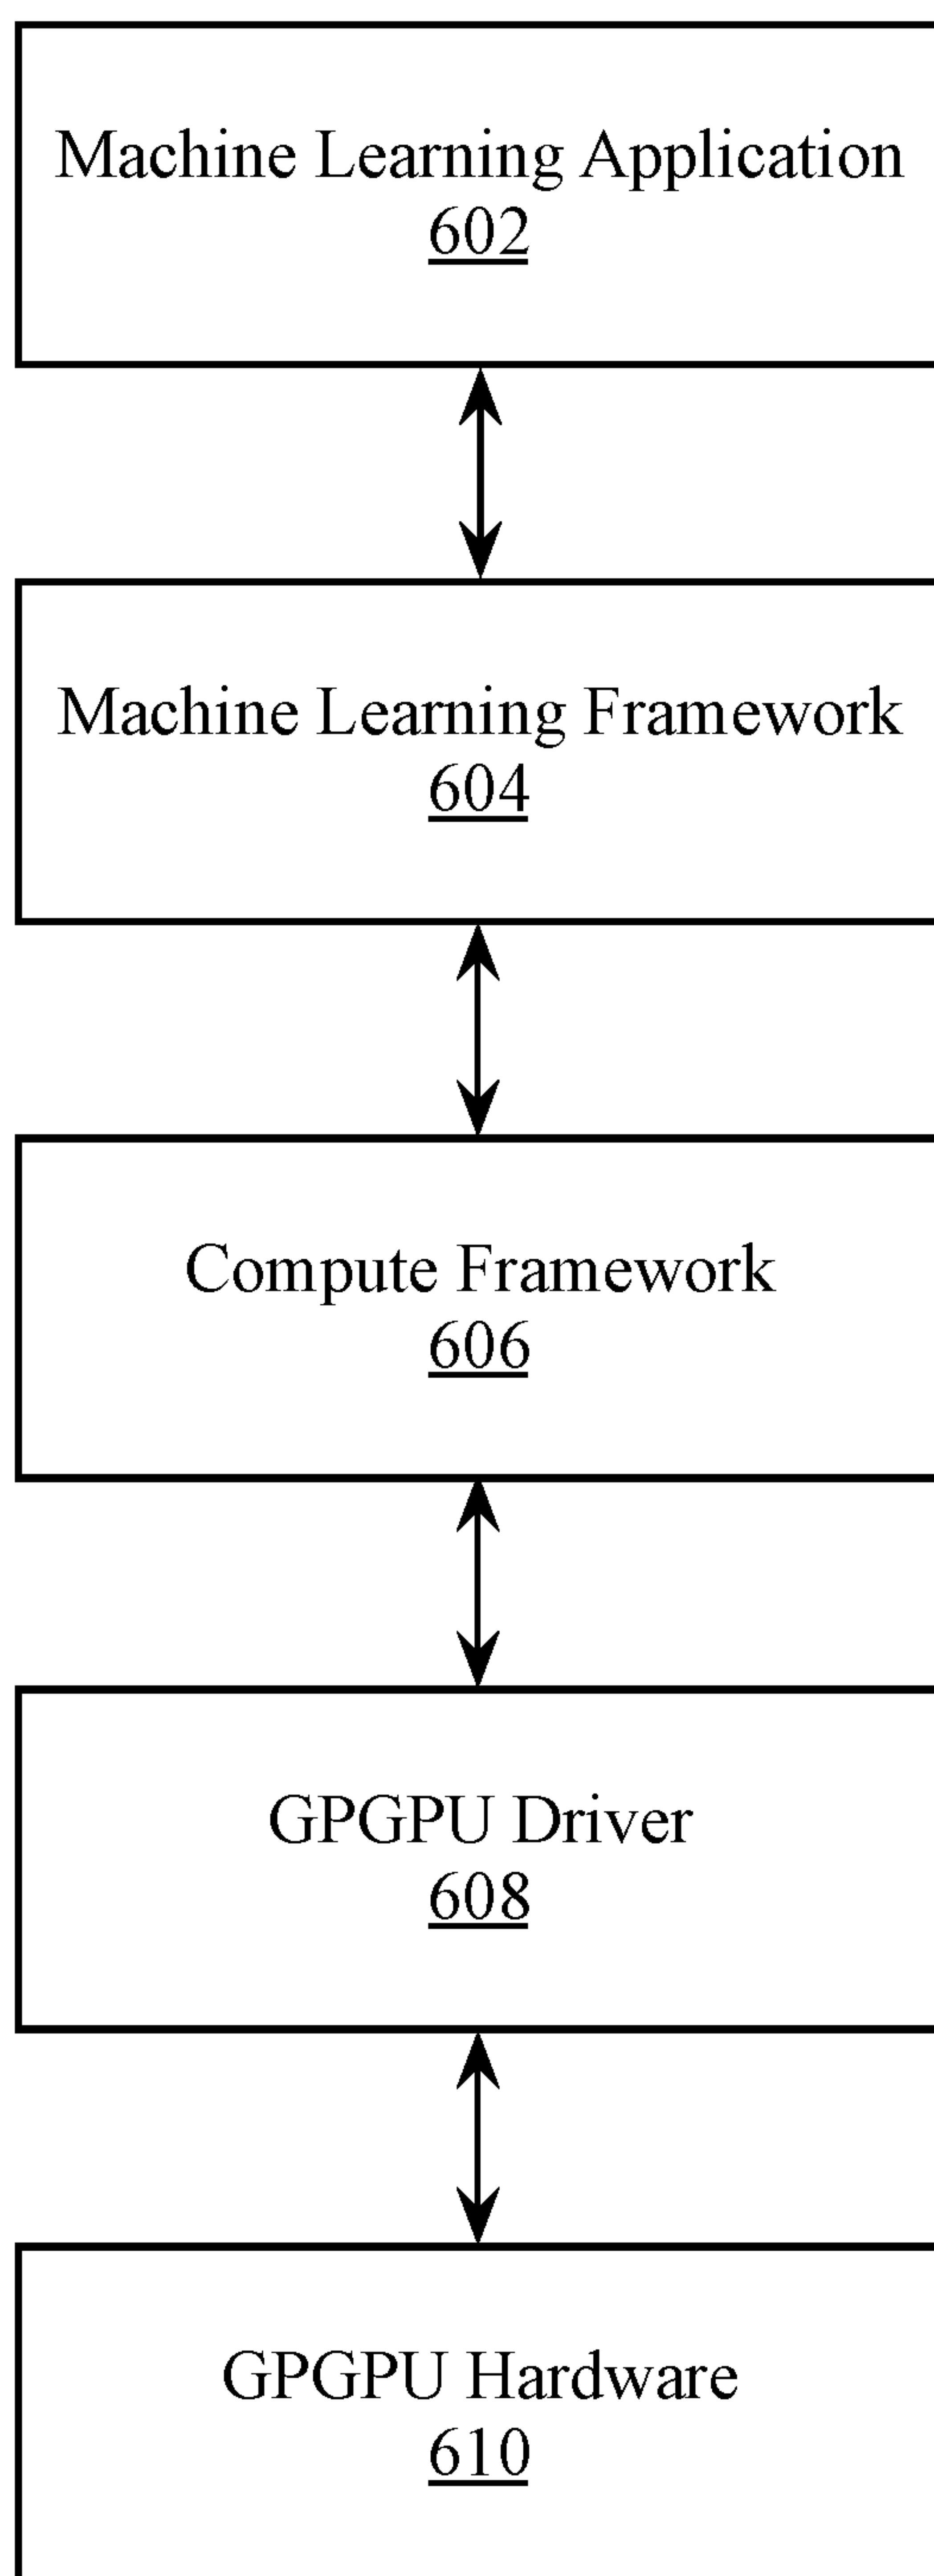 Machine Learning Application
602
Machine Learning Framework
604
Compute Framework
606
GPGPU Driver
608
GPGPU Hardware
610